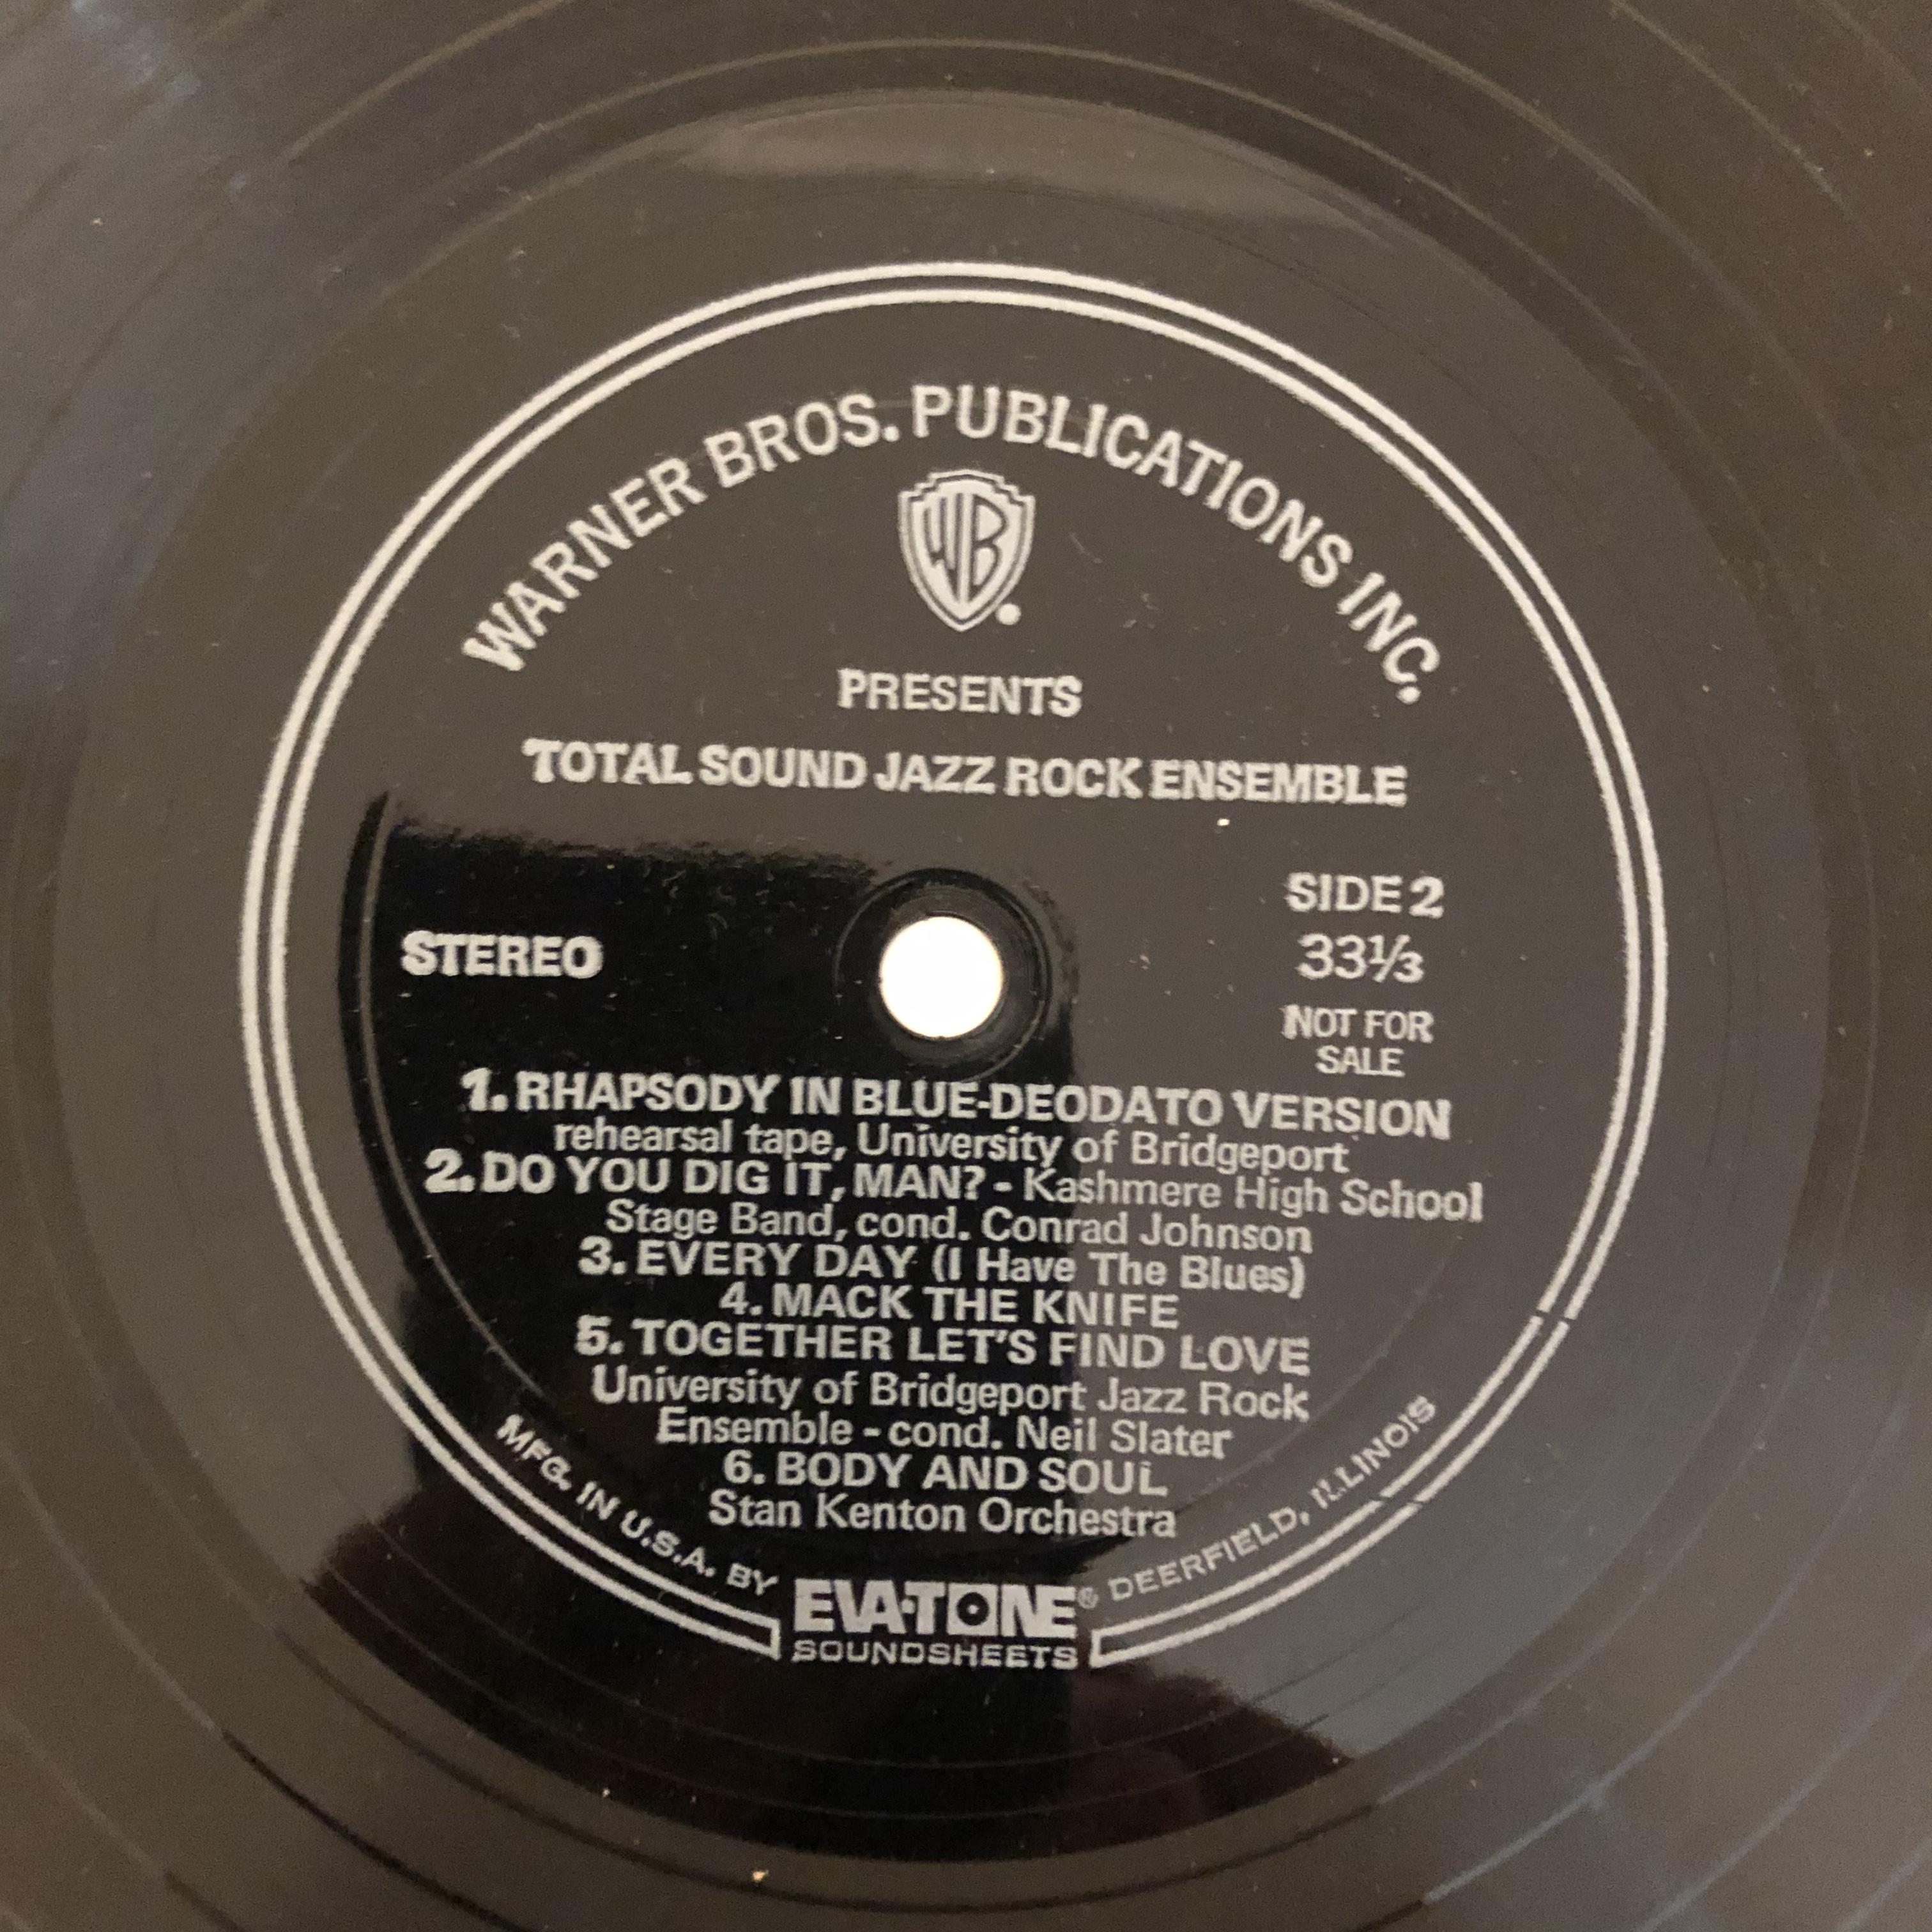 WARNER BROS. PUBLICATIONS INC.
WB
PRESENTS
TOTAL SOUND JAZZ ROCK ENSEMBLE
SIDE 2
STEREO
33⅓
NOT FOR
SALE
1. RHAPSODY IN BLUE-DEODATO VERSION
rehearsal tape, University of Bridgeport
2. DO YOU DIG IT, MAN? - Kashmere High School
Stage Band, cond. Conrad Johnson
3. EVERY DAY (I Have The Blues)
4. MACK THE KNIFE
5. TOGETHER LET'S FIND LOVE
University of Bridgeport Jazz Rock
Ensemble - cond. Neil Slater
6. BODY AND SOUL
Stan Kenton Orchestra
MFG. IN U.S.A. BY EVA-TONE® DEERFIELD, ILLINOIS
SOUNDSHEETS